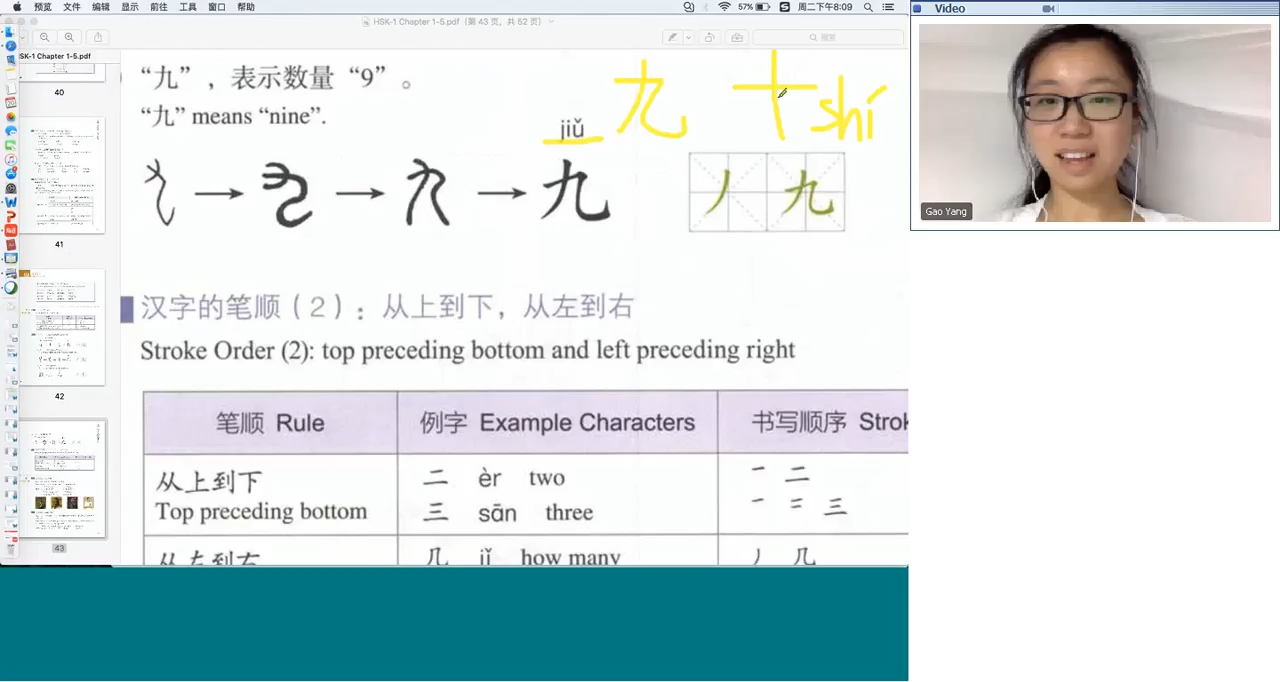 预览 文件 编辑 显示 前往 工具 窗口 帮助
57% 周二下午8:09
HSK-1 Chapter 1-5.pdf（第 43 页，共 52 页）
搜索
HSK-1 Chapter 1-5.pdf
40
41
42
43
“九”，表示数量“9”。
“九” means “nine”.
九 十 shí
jiǔ
九
丿 九
汉字的笔顺（2）：从上到下，从左到右
Stroke Order (2): top preceding bottom and left preceding right
笔顺 Rule 例字 Example Characters 书写顺序 Strok
从上到下 二 èr two 一 二
Top preceding bottom 三 sān three 一 二 三
从左到右 几 jǐ how many 丿 几
Video
Gao Yang